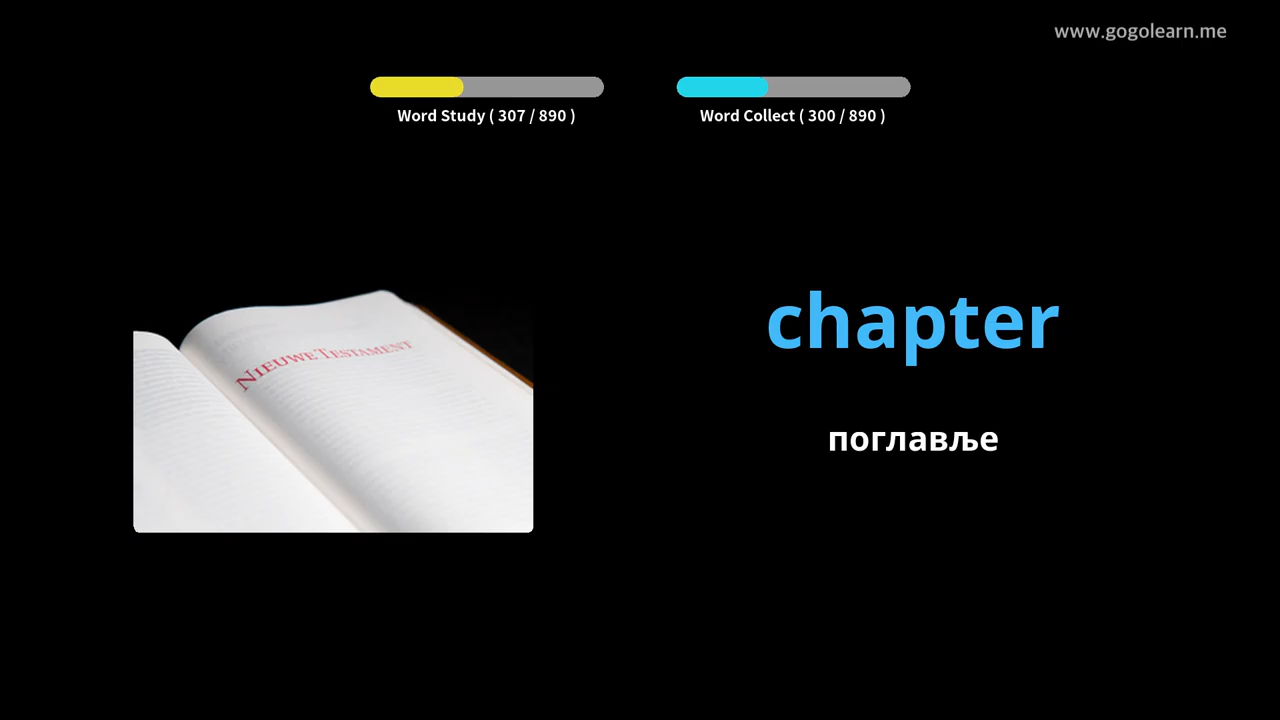 www.gogolearn.me
Word Study ( 307 / 890 )
Word Collect ( 300 / 890 )
NIEUWE TESTAMENT
chapter
поглавље